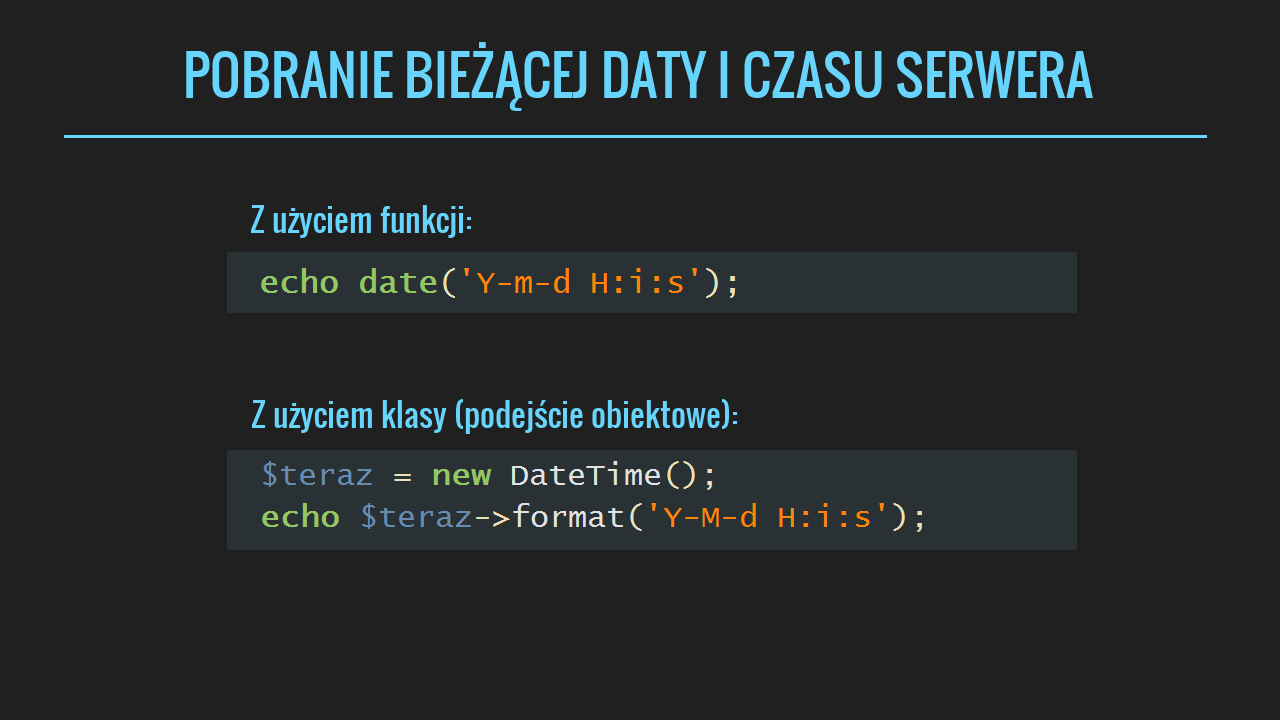 POBRANIE BIEŻĄCEJ DATY I CZASU SERWERA
Z użyciem funkcji:
echo date('Y-m-d H:i:s');
Z użyciem klasy (podejście obiektowe):
$teraz = new DateTime();
echo $teraz->format('Y-M-d H:i:s');